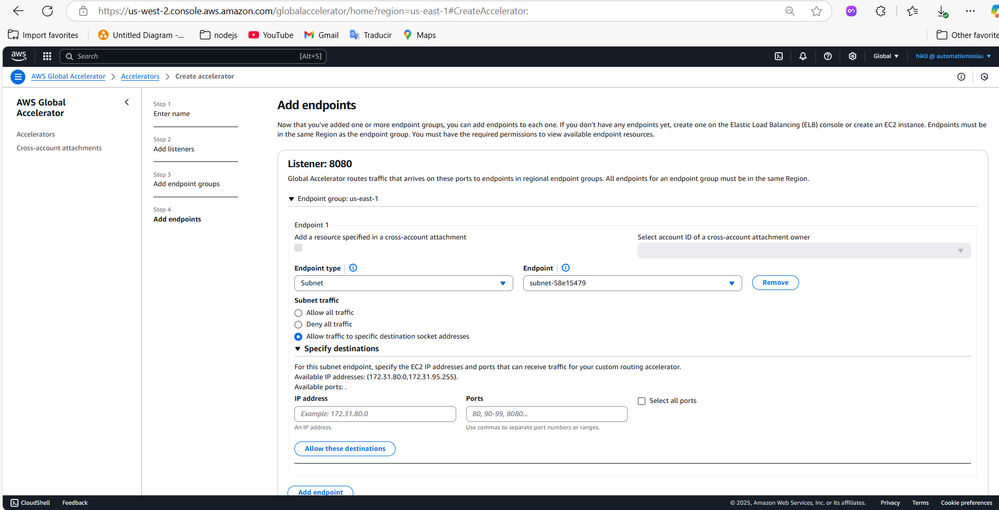 https://us-west-2.console.aws.amazon.com/globalaccelerator/home?region=us-east-1#CreateAccelerator:
Import favorites
Untitled Diagram -...
nodejs
YouTube
Gmail
Traducir
Maps
Other favorite
aws
Search
[Alt+S]
Global
hik0 @ automatismoslau
AWS Global Accelerator
Accelerators
Create accelerator
AWS Global
Accelerator
Accelerators
Cross-account attachments
Step 1
Enter name
Step 2
Add listeners
Step 3
Add endpoint groups
Step 4
Add endpoints
Add endpoints
Now that you've added one or more endpoint groups, you can add endpoints to each one. If you don't have any endpoints yet, create one on the Elastic Load Balancing (ELB) console or create an EC2 instance. Endpoints must be
in the same Region as the endpoint group. You must have the required permissions to view available endpoint resources.
Listener: 8080
Global Accelerator routes traffic that arrives on these ports to endpoints in regional endpoint groups. All endpoints for an endpoint group must be in the same Region.
Endpoint group: us-east-1
Endpoint 1
Add a resource specified in a cross-account attachment
Select account ID of a cross-account attachment owner
Endpoint type
Endpoint
Subnet
subnet-58e15479
Remove
Subnet traffic
Allow all traffic
Deny all traffic
Allow traffic to specific destination socket addresses
Specify destinations
For this subnet endpoint, specify the EC2 IP addresses and ports that can receive traffic for your custom routing accelerator.
Available IP addresses: (172.31.80.0,172.31.95.255).
Available ports: .
IP address
Ports
Select all ports
Example: 172.31.80.0
80, 90-99, 8080...
An IP address.
Use commas to separate port numbers or ranges.
Allow these destinations
Add endpoint
CloudShell
Feedback
© 2025, Amazon Web Services, Inc. or its affiliates.
Privacy
Terms
Cookie preferences